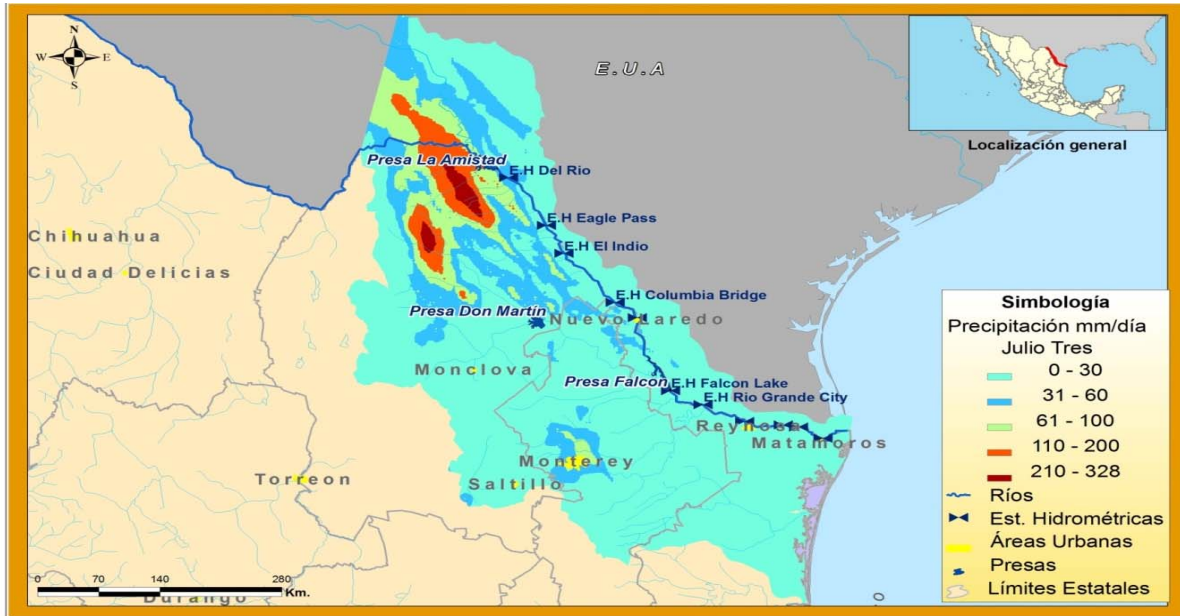 N
W E
S
E.U.A
Localización general
Presa La Amistad
E.H Del Rio
E.H Eagle Pass
Chihuahua
E.H El Indio
Ciudad Delicias
E.H Columbia Bridge
Presa Don Martín
Nuevo Laredo
Monclova
Presa Falcon
E.H Falcon Lake
E.H Rio Grande City
Reynosa
Matamoros
Monterey
Torreon
Saltillo
0 70 140 280
Km.
Durango
Simbología
Precipitación mm/día
Julio Tres
0 - 30
31 - 60
61 - 100
110 - 200
210 - 328
Ríos
Est. Hidrométricas
Áreas Urbanas
Presas
Límites Estatales